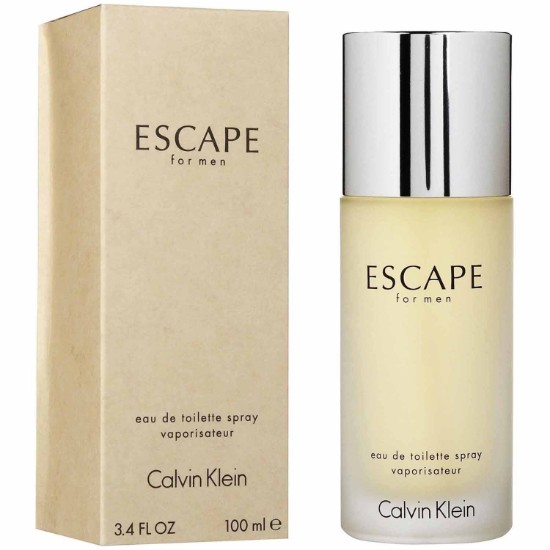 ESCAPE
for men
eau de toilette spray
vaporisateur
Calvin Klein
3.4 FL OZ 100 ml e
ESCAPE
for men
eau de toilette spray
vaporisateur
Calvin Klein